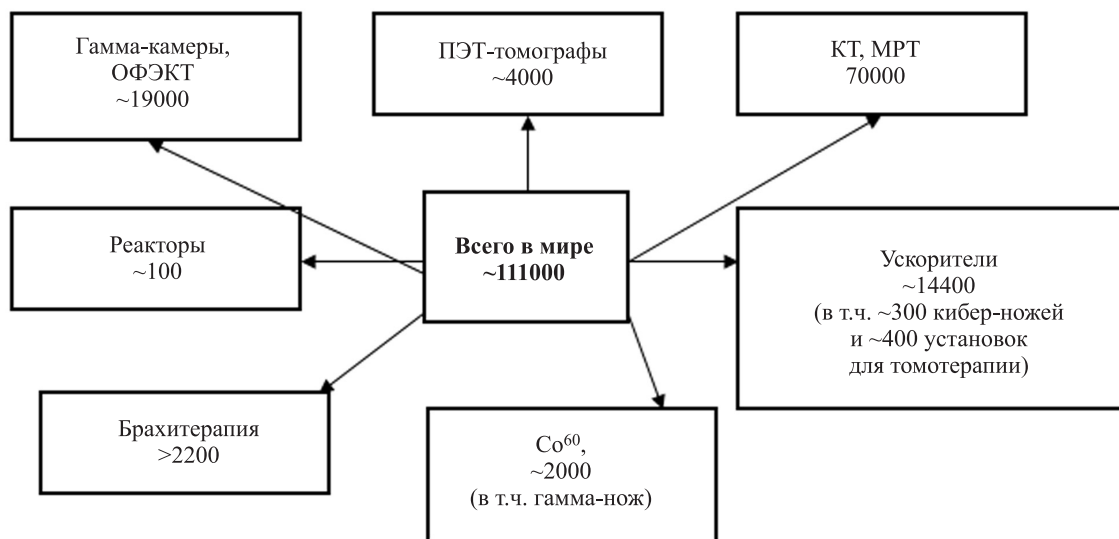 Гамма-камеры,
ОФЭКТ
~19000
ПЭТ-томографы
~4000
КТ, МРТ
70000
Реакторы
~100
Всего в мире
~111000
Ускорители
~14400
(в т.ч. ~300 кибер-ножей
и ~400 установок
для томотерапии)
Брахитерапия
>2200
Co⁶⁰,
~2000
(в т.ч. гамма-нож)